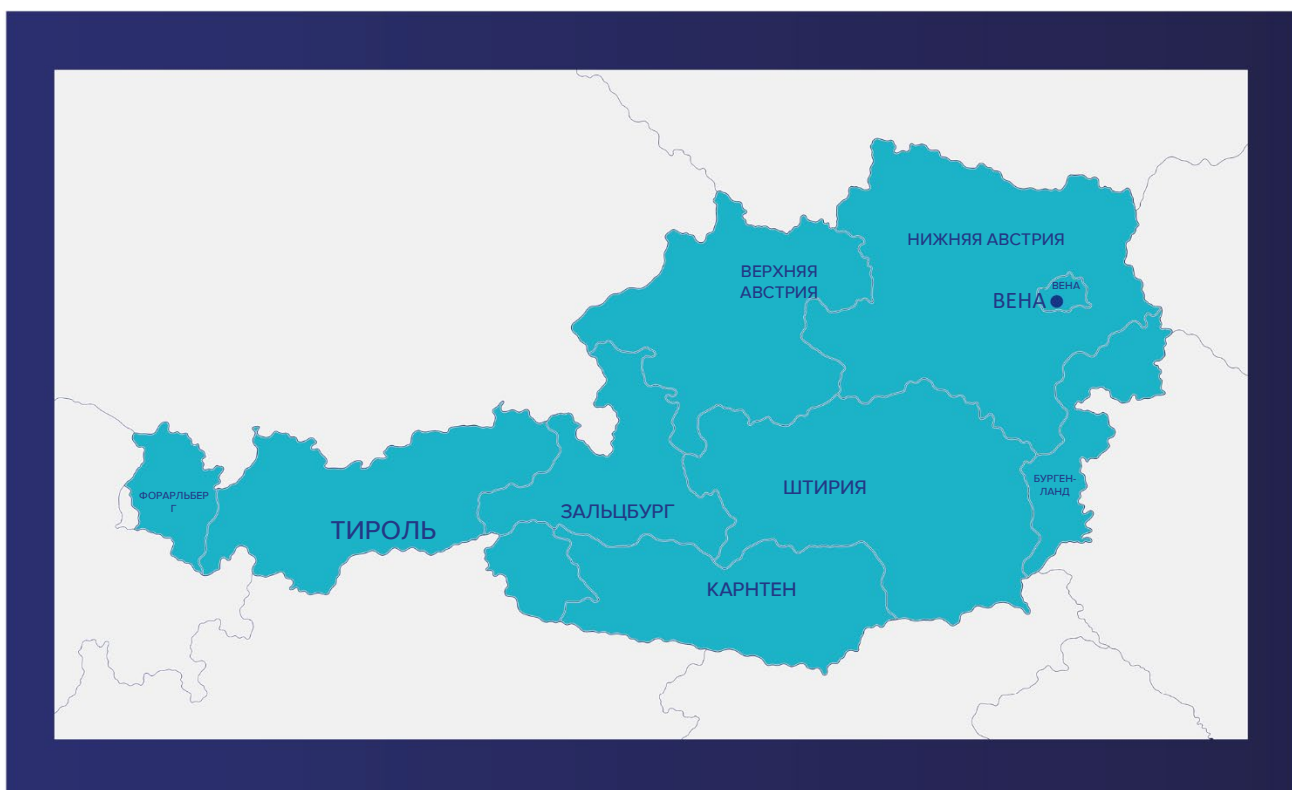 НИЖНЯЯ АВСТРИЯ
ВЕРХНЯЯ
АВСТРИЯ
ВЕНА
ВЕНА
БУРГЕН-
ЛАНД
ШТИРИЯ
ФОРАРЛЬБЕР
Г
ЗАЛЬЦБУРГ
ТИРОЛЬ
КАРНТЕН